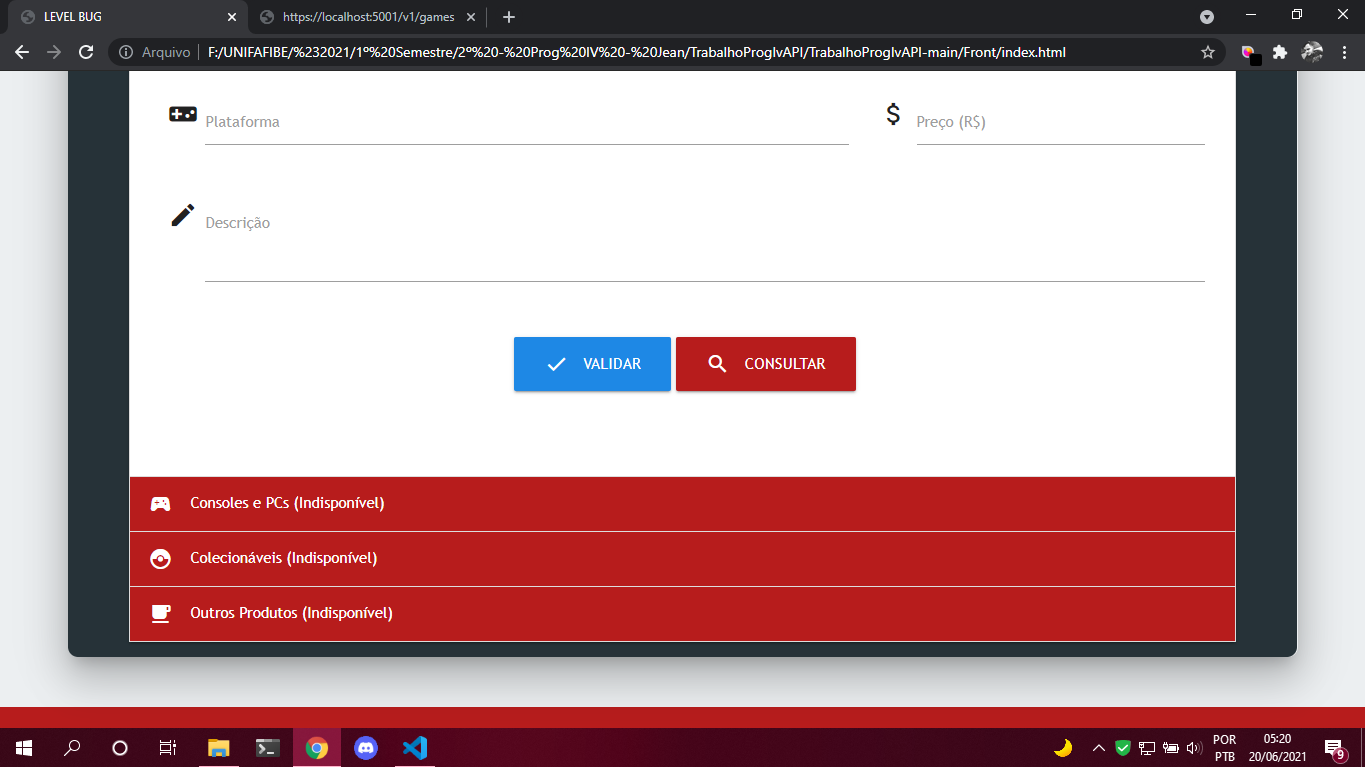 LEVEL BUG
https://localhost:5001/v1/games
Arquivo
F:/UNIFAFIBE/%232021/1º%20Semestre/2º%20-%20Prog%20IV%20-%20Jean/TrabalhoProgIvAPI/TrabalhoProgIvAPI-main/Front/index.html
Plataforma
Preço (R$)
Descrição
VALIDAR
CONSULTAR
Consoles e PCs (Indisponível)
Colecionáveis (Indisponível)
Outros Produtos (Indisponível)
POR
PTB
05:20
20/06/2021
9